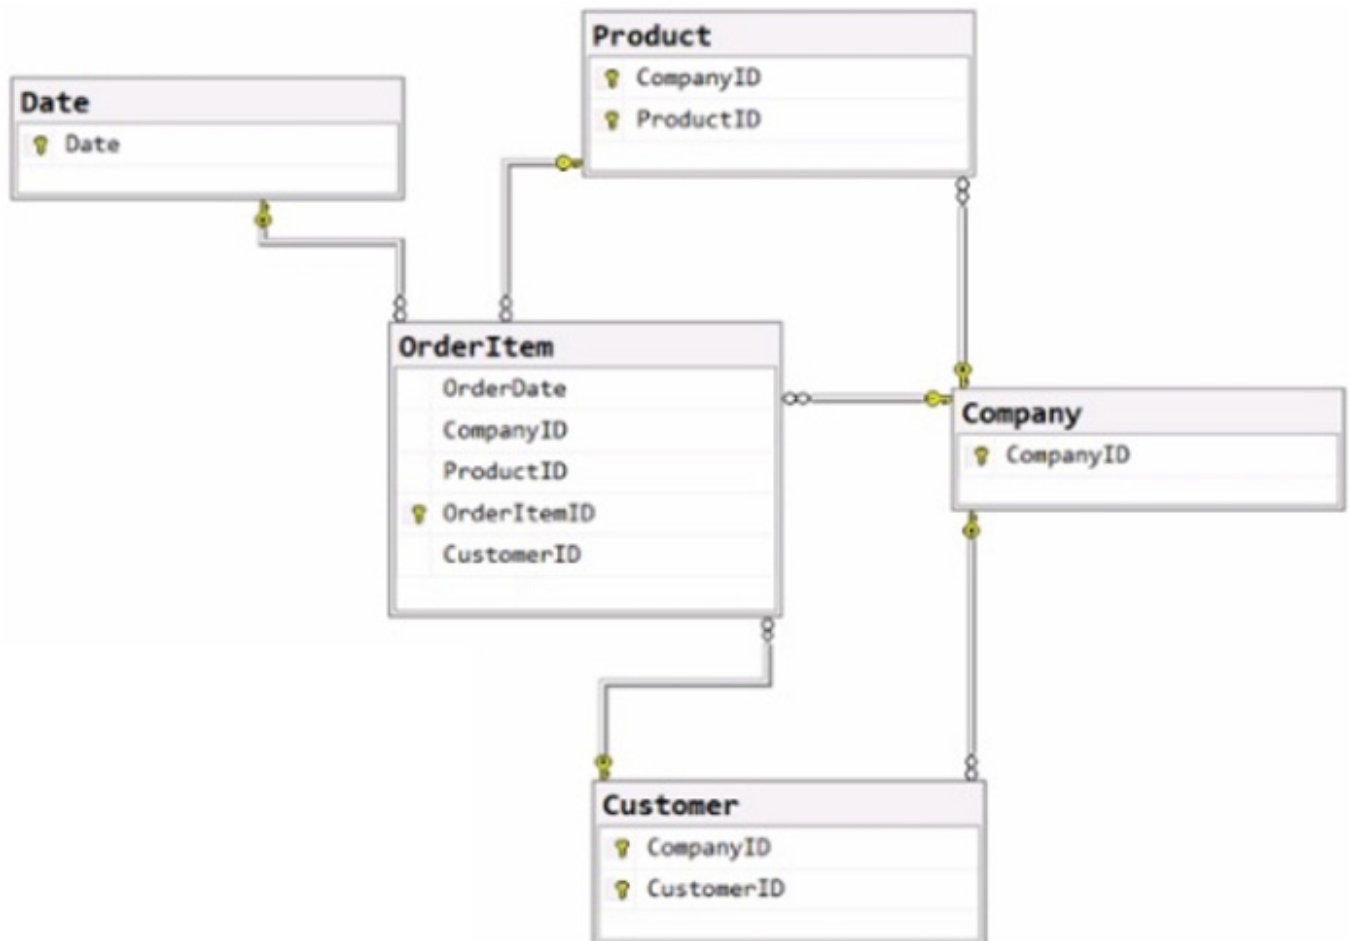 Product
CompanyID
ProductID
Date
Date
OrderItem
OrderDate
CompanyID
ProductID
OrderItemID
CustomerID
Company
CompanyID
Customer
CompanyID
CustomerID